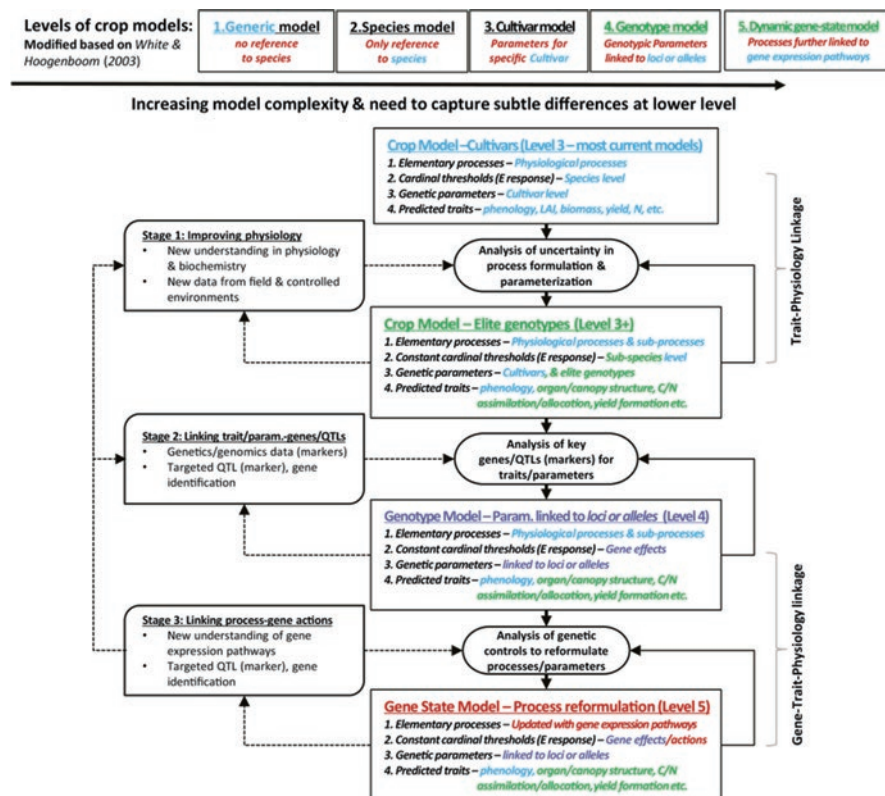 Levels of crop models:
Modified based on White &
Hoogenboom (2003)
1.Generic model
no reference
to species
2.Species model
Only reference
to species
3. Cultivar model
Parameters for
specific Cultivar
4. Genotype model
Genotypic Parameters
linked to loci or alleles
5. Dynamic gene-state model
Processes further linked to
gene expression pathways
Increasing model complexity & need to capture subtle differences at lower level
Crop Model –Cultivars (Level 3 – most current models)
1. Elementary processes – Physiological processes
2. Cardinal thresholds (E response) – Species level
3. Genetic parameters – Cultivar level
4. Predicted traits – phenology, LAI, biomass, yield, N, etc.
Stage 1: Improving physiology
• New understanding in physiology
& biochemistry
• New data from field & controlled
environments
Analysis of uncertainty in
process formulation &
parameterization
Trait-Physiology Linkage
Crop Model – Elite genotypes (Level 3+)
1. Elementary processes – Physiological processes & sub-processes
2. Constant cardinal thresholds (E response) – Sub-species level
3. Genetic parameters – Cultivars, & elite genotypes
4. Predicted traits – phenology, organ/canopy structure, C/N
assimilation/allocation, yield formation etc.
Stage 2: Linking trait/param.-genes/QTLs
• Genetics/genomics data (markers)
• Targeted QTL (marker), gene
identification
Analysis of key
genes/QTLs (markers) for
traits/parameters
Genotype Model – Param. linked to loci or alleles (Level 4)
1. Elementary processes – Physiological processes & sub-processes
2. Constant cardinal thresholds (E response) – Gene effects
3. Genetic parameters – linked to loci or alleles
4. Predicted traits – phenology, organ/canopy structure, C/N
assimilation/allocation, yield formation etc.
Stage 3: Linking process-gene actions
• New understanding of gene
expression pathways
• Targeted QTL (marker), gene
identification
Analysis of genetic
controls to reformulate
processes/parameters
Gene-Trait-Physiology linkage
Gene State Model – Process reformulation (Level 5)
1. Elementary processes – Updated with gene expression pathways
2. Constant cardinal thresholds (E response) – Gene effects/actions
3. Genetic parameters – linked to loci or alleles
4. Predicted traits – phenology, organ/canopy structure, C/N
assimilation/allocation, yield formation etc.